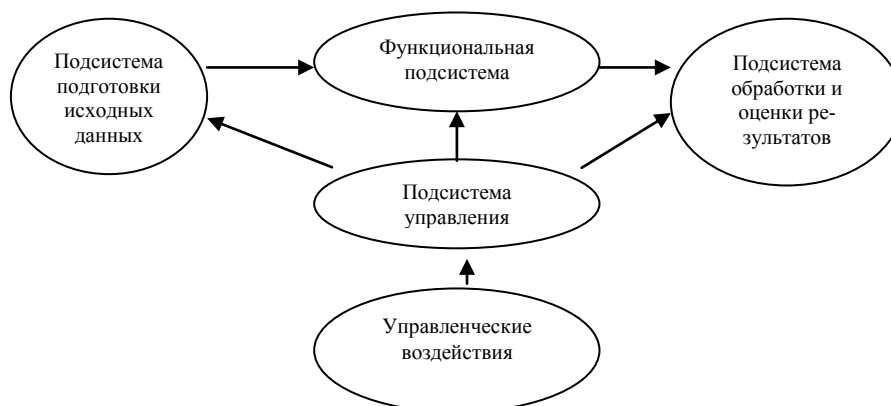 Подсистема
подготовки
исходных
данных
Функциональная
подсистема
Подсистема
обработки и
оценки ре-
зультатов
Подсистема
управления
Управленческие
воздействия